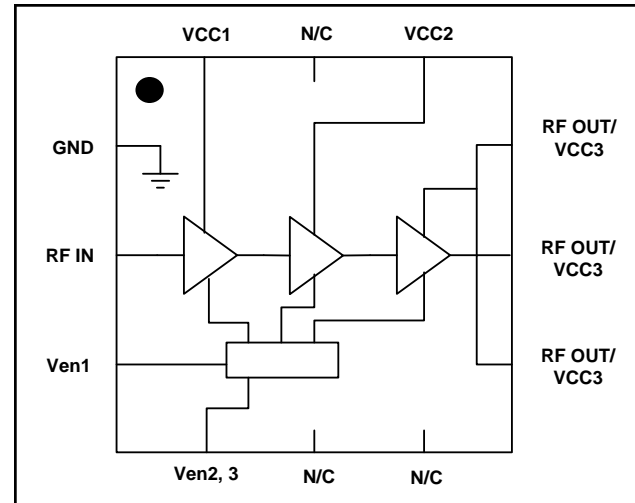 VCC1 N/C VCC2
RF OUT/
VCC3
GND
RF IN
RF OUT/
VCC3
Ven1
RF OUT/
VCC3
Ven2, 3 N/C N/C